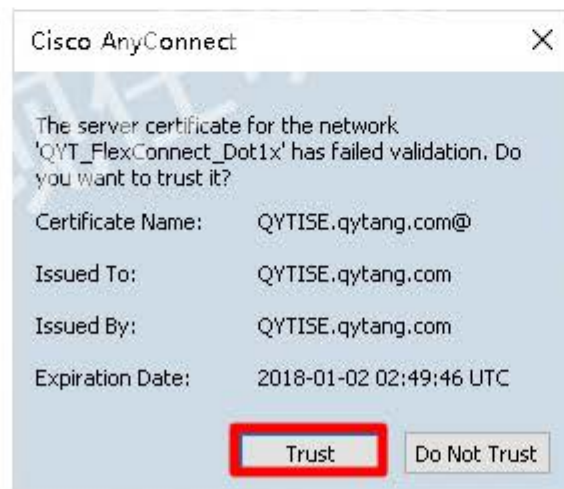 Cisco AnyConnect
The server certificate for the network
'QYT_FlexConnect_Dot1x' has failed validation. Do
you want to trust it?
Certificate Name: QYTISE.qytang.com@
Issued To: QYTISE.qytang.com
Issued By: QYTISE.qytang.com
Expiration Date: 2018-01-02 02:49:46 UTC
Trust Do Not Trust